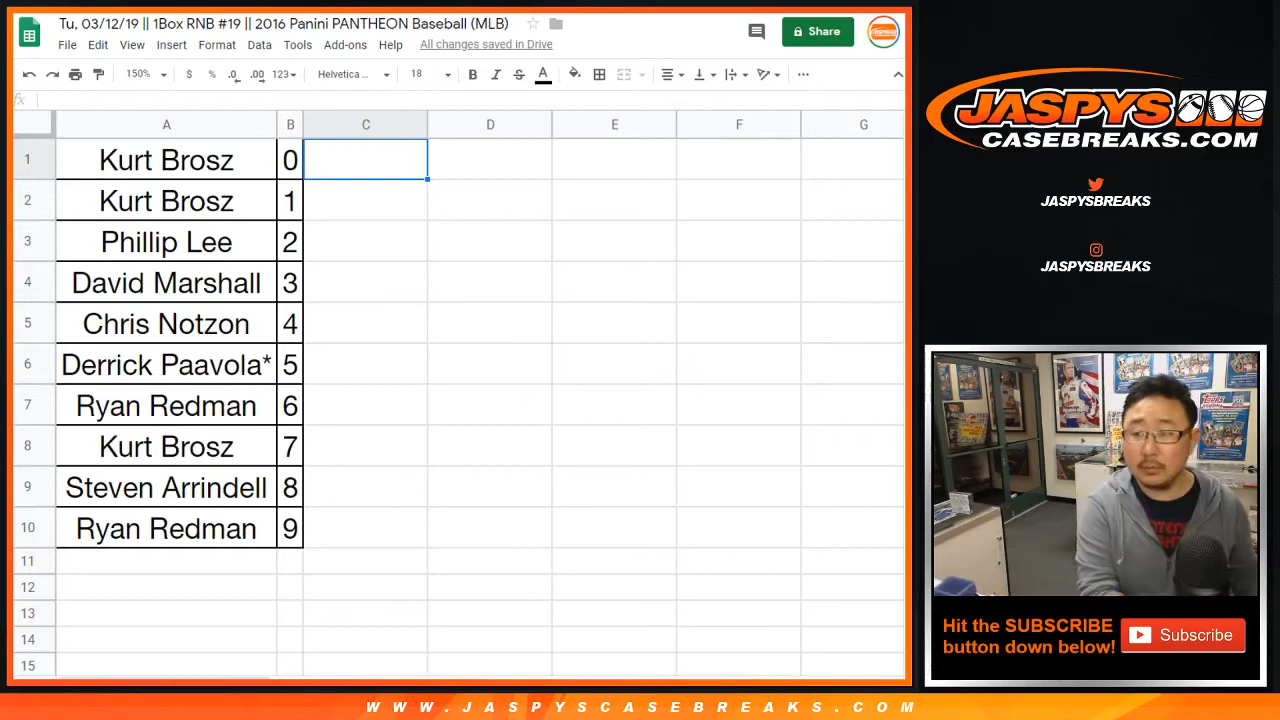 Tu, 03/12/19 || 1Box RNB #19 || 2016 Panini PANTHEON Baseball (MLB)
File Edit View Insert Format Data Tools Add-ons Help All changes saved in Drive
Share
150% $ % .0 .00 123 Helvetica ... 18 B I S A
fx
A B C D E F G
1 Kurt Brosz 0
2 Kurt Brosz 1
3 Phillip Lee 2
4 David Marshall 3
5 Chris Notzon 4
6 Derrick Paavola* 5
7 Ryan Redman 6
8 Kurt Brosz 7
9 Steven Arrindell 8
10 Ryan Redman 9
11
12
13
14
15
JASPYS
CASEBREAKS.COM
JASPYSBREAKS
JASPYSBREAKS
Hit the SUBSCRIBE
button down below!
Subscribe
WWW.JASPYSCASEBREAKS.COM